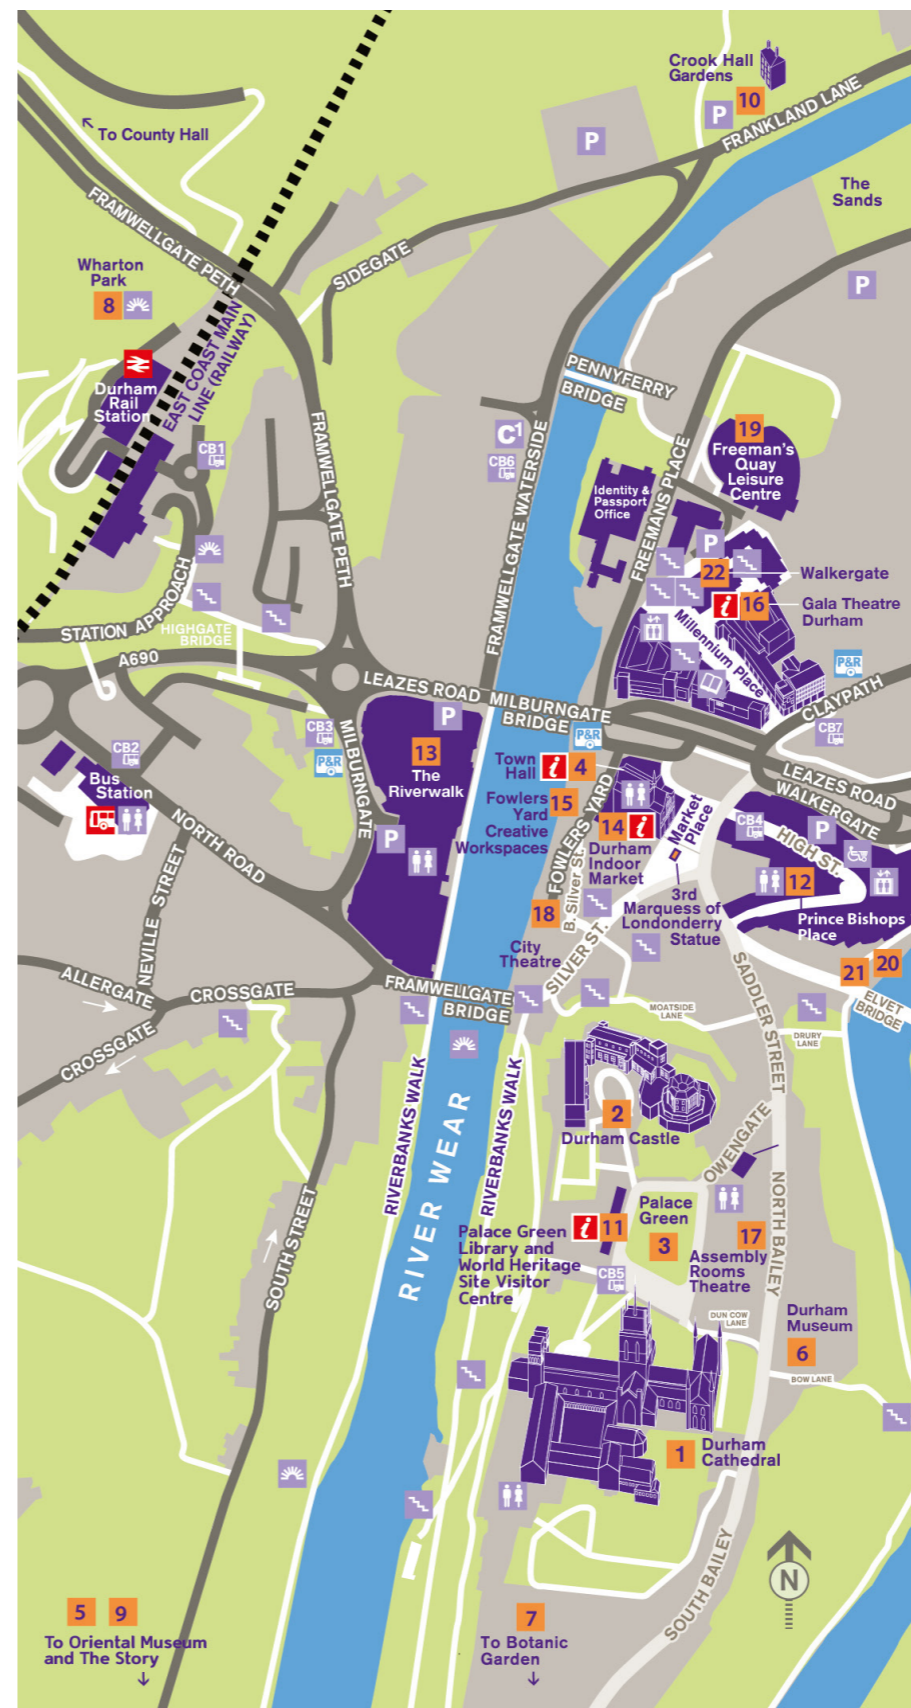 Crook Hall
Gardens
10
P
FRANKLAND LANE
P
To County Hall
The
Sands
FRAMWELLGATE PETH
SIDEGATE
Wharton
Park
8
P
EAST COAST MAIN
LINE (RAILWAY)
Durham
Rail
Station
PENNYFERRY
BRIDGE
CB1
FRAMWELLGATE PETH
C1
CB6
FRAMWELLGATE WATERSIDE
19
Freeman's
Quay
Leisure
Centre
Identity &
Passport
Office
FREEMANS PLACE
P
22
Walkergate
i
16
Gala Theatre
Durham
Millennium Place
STATION APPROACH
HIGHGATE
BRIDGE
A690
LEAZES ROAD
MILBURNGATE
BRIDGE
P&R
CLAYPATH
CB7
P
CB3
P&R
MILBURNGATE
13
The
Riverwalk
P
CB2
Bus
Station
NORTH ROAD
NEVILLE STREET
P&R
Town
Hall
i
4
Fowlers
Yard
Creative
Workspaces
15
FOWLERS YARD
14
i
Durham
Indoor
Market
Market
Place
LEAZES ROAD
WALKERGATE
CB4
P
HIGH ST.
12
Prince Bishops
Place
3rd
Marquess of
Londonderry
Statue
18
B. Silver St.
City
Theatre
SILVER ST.
SADDLER STREET
21
20
ELVET
BRIDGE
ALLERGATE
CROSSGATE
CROSSGATE
FRAMWELLGATE
BRIDGE
MOATSIDE
LANE
DRURY
LANE
RIVERBANKS WALK
RIVER WEAR
RIVERBANKS WALK
2
Durham Castle
OWENGATE
SOUTH STREET
Palace
Green
3
Palace Green
Library and
World Heritage
Site Visitor
Centre
i
11
CB5
17
Assembly
Rooms
Theatre
NORTH BAILEY
DUN COW
LANE
Durham
Museum
6
BOW LANE
1
Durham
Cathedral
SOUTH BAILEY
N
5
9
To Oriental Museum
and The Story
7
To Botanic
Garden